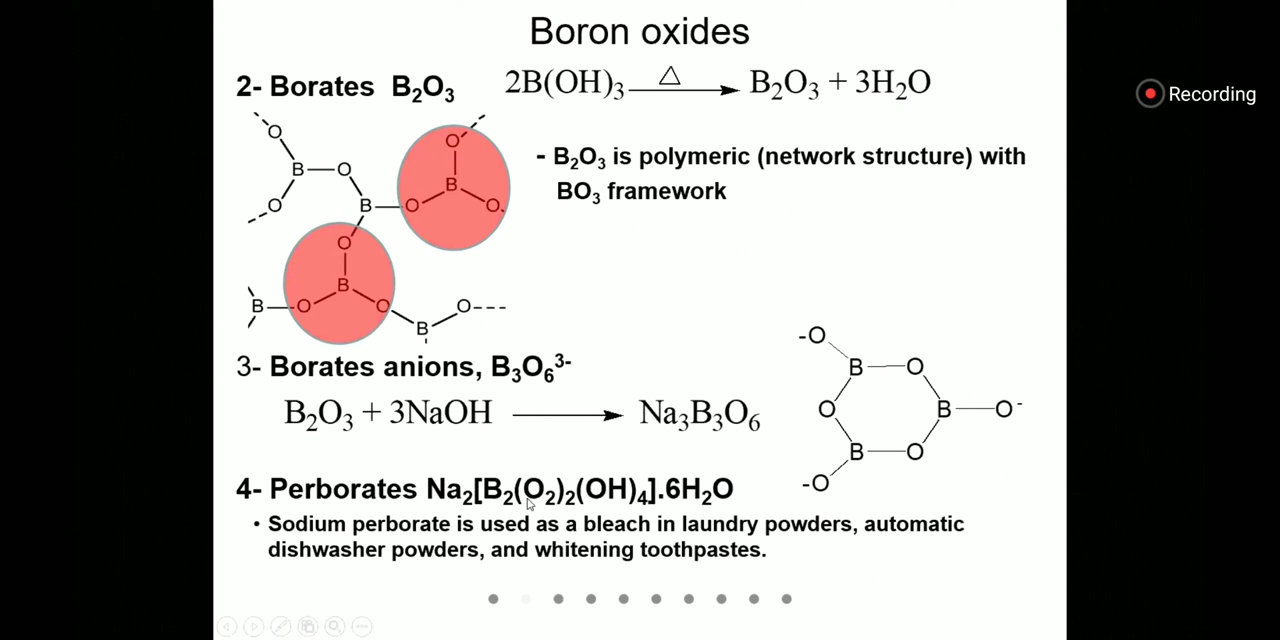 Boron oxides
2- Borates B₂O₃
2B(OH)₃ △ → B₂O₃ + 3H₂O
Recording
- B₂O₃ is polymeric (network structure) with
BO₃ framework
O
B—O
O
B—O
O
B
O.
O
B
B—O
O
B
O---
3- Borates anions, B₃O₆³⁻
B₂O₃ + 3NaOH → Na₃B₃O₆
-O
B—O
O
B—O⁻
B—O
-O
4- Perborates Na₂[B₂(O₂)₂(OH)₄].6H₂O
• Sodium perborate is used as a bleach in laundry powders, automatic
dishwasher powders, and whitening toothpastes.